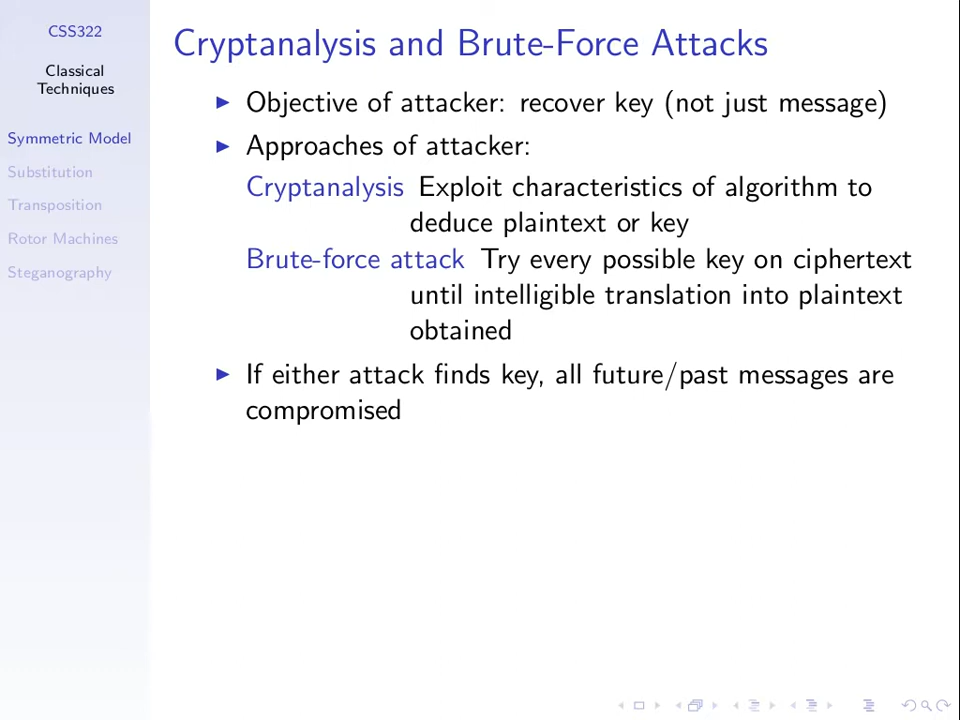 CSS322
Classical
Techniques
Symmetric Model
Substitution
Transposition
Rotor Machines
Steganography
Cryptanalysis and Brute-Force Attacks
Objective of attacker: recover key (not just message)
Approaches of attacker:
Cryptanalysis Exploit characteristics of algorithm to
deduce plaintext or key
Brute-force attack Try every possible key on ciphertext
until intelligible translation into plaintext
obtained
If either attack finds key, all future/past messages are
compromised